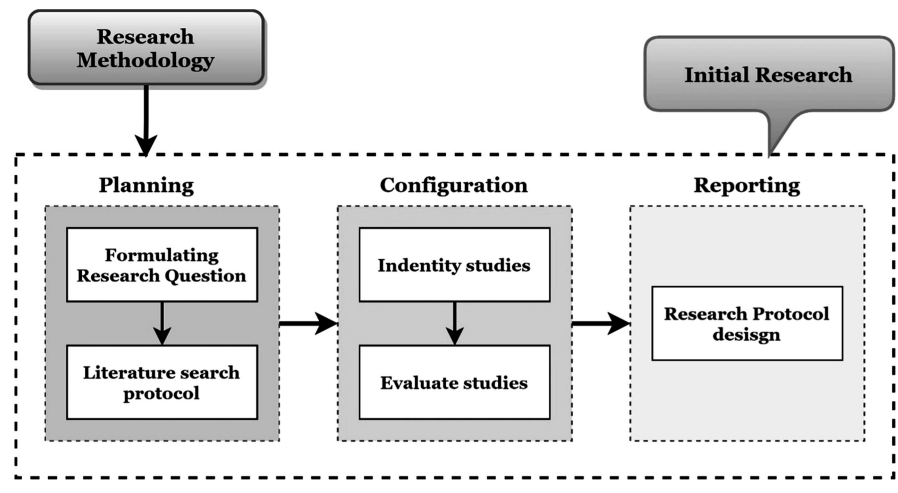 Research
Methodology
Initial Research
Planning
Configuration
Reporting
Formulating
Research Question
Literature search
protocol
Indentity studies
Evaluate studies
Research Protocol
desisgn